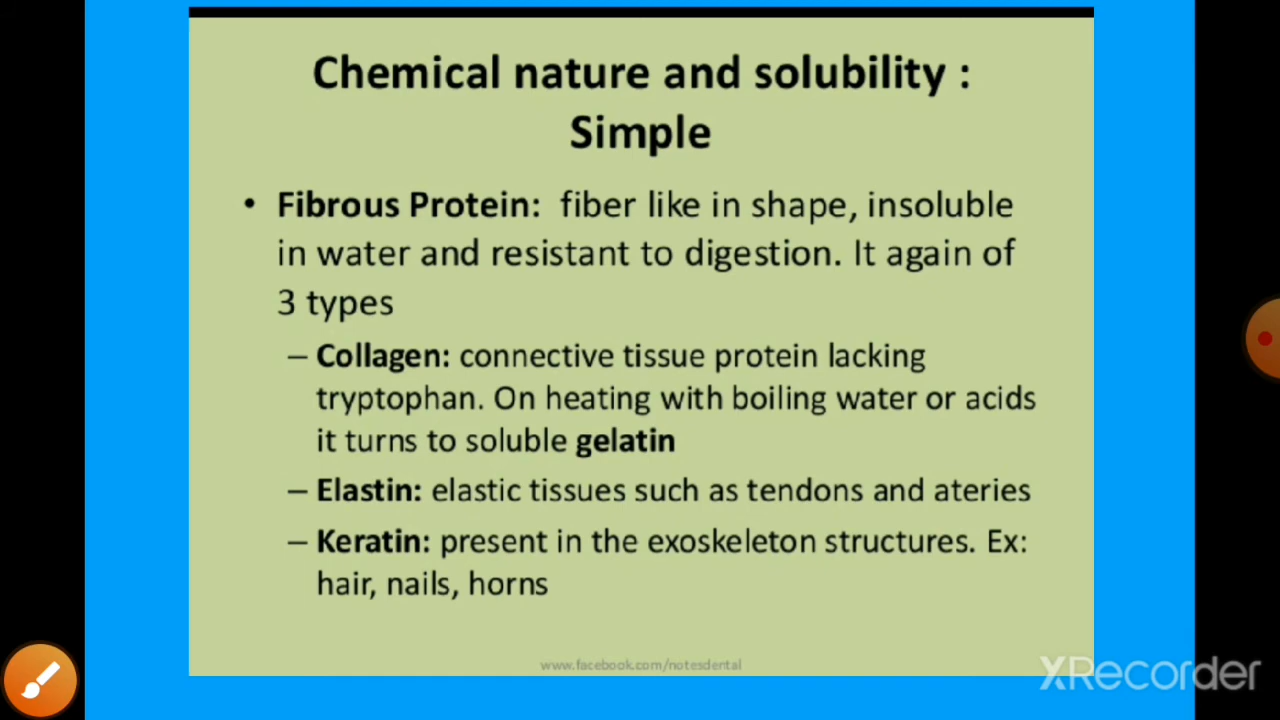 Chemical nature and solubility :
Simple
• Fibrous Protein: fiber like in shape, insoluble
in water and resistant to digestion. It again of
3 types
– Collagen: connective tissue protein lacking
tryptophan. On heating with boiling water or acids
it turns to soluble gelatin
– Elastin: elastic tissues such as tendons and ateries
– Keratin: present in the exoskeleton structures. Ex:
hair, nails, horns
www.facebook.com/notesdental
XRecorder